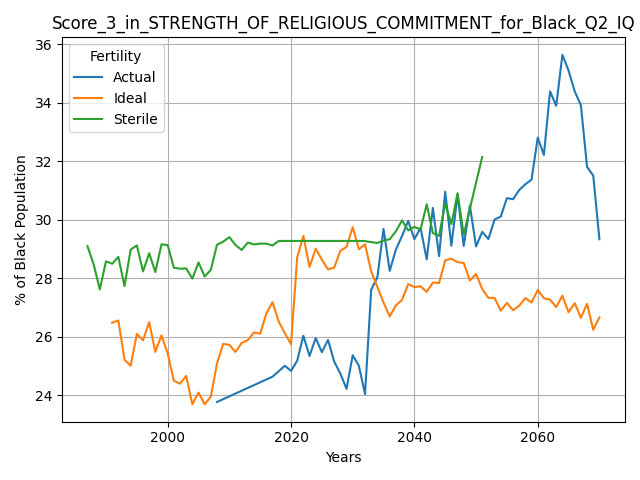 Score_3_in_STRENGTH_OF_RELIGIOUS_COMMITMENT_for_Black_Q2_IQ
36
34
32
30
28
26
24
% of Black Population
Fertility
Actual
Ideal
Sterile
2000
2020
2040
2060
Years